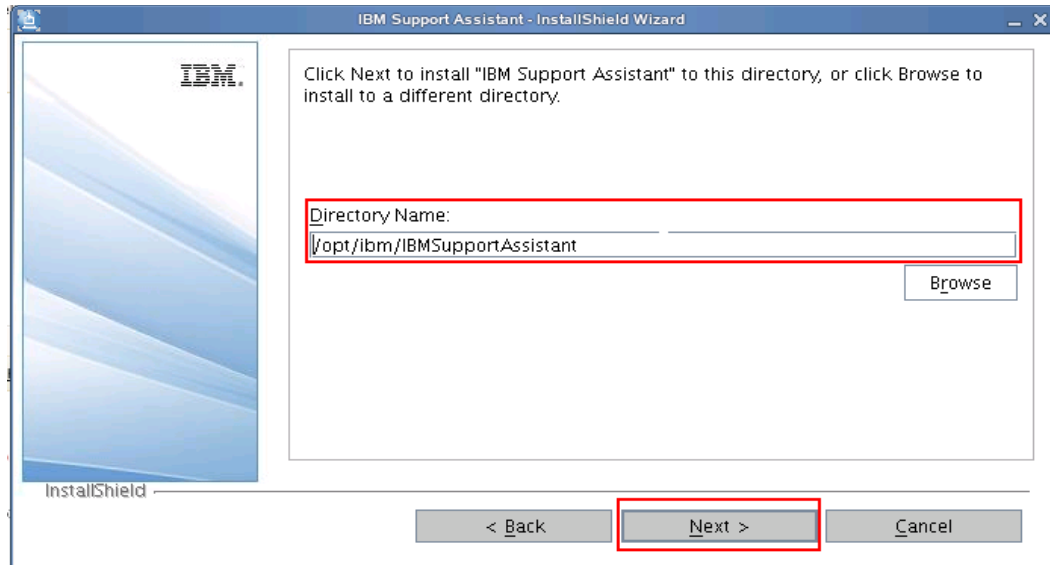 IBM Support Assistant - InstallShield Wizard
IBM.
Click Next to install "IBM Support Assistant" to this directory, or click Browse to
install to a different directory.
Directory Name:
/opt/ibm/IBMSupportAssistant
Browse
InstallShield
< Back
Next >
Cancel